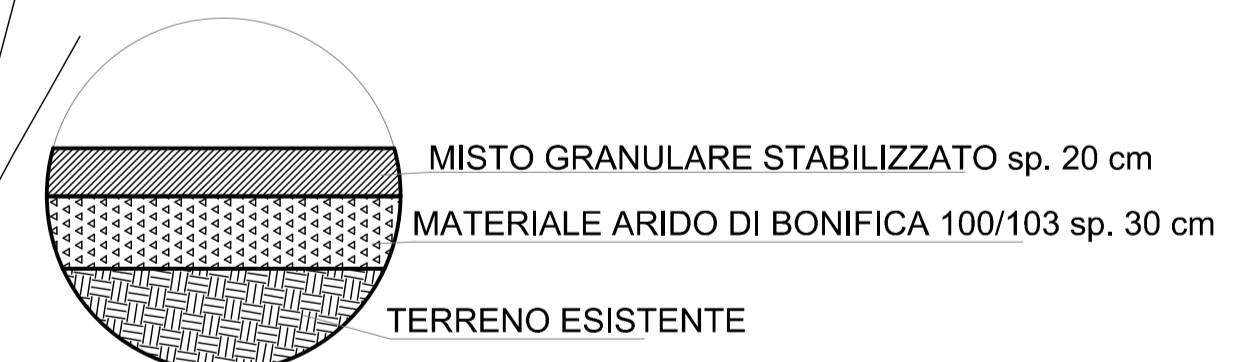 MISTO GRANULARE STABILIZZATO sp. 20 cm
MATERIALE ARIDO DI BONIFICA 100/103 sp. 30 cm
TERRENO ESISTENTE